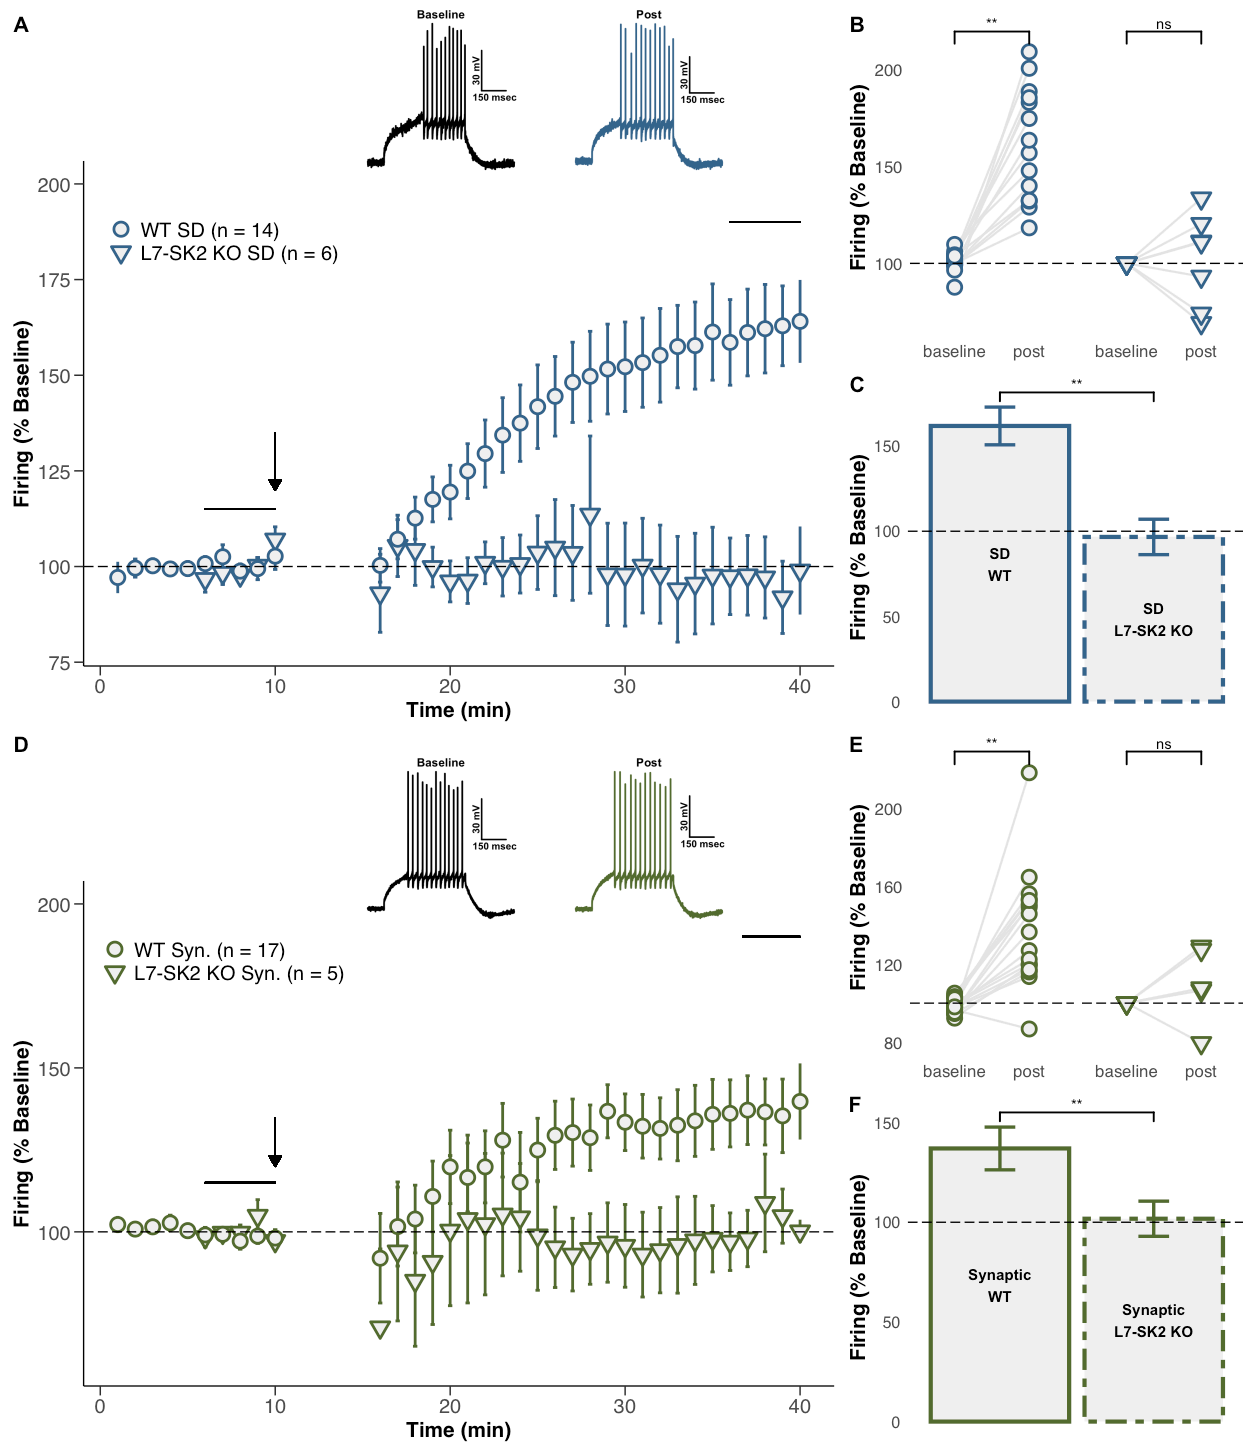 A
Baseline
30 mV
150 msec
Post
30 mV
150 msec
WT SD (n = 14)
L7-SK2 KO SD (n = 6)
Firing (% Baseline)
200
175
150
125
100
75
0
10
20
30
40
Time (min)
B
**
ns
Firing (% Baseline)
200
150
100
baseline
post
baseline
post
C
**
Firing (% Baseline)
150
100
50
0
SD
WT
SD
L7-SK2 KO
D
Baseline
30 mV
150 msec
Post
30 mV
150 msec
WT Syn. (n = 17)
L7-SK2 KO Syn. (n = 5)
Firing (% Baseline)
200
150
100
0
10
20
30
40
Time (min)
E
**
ns
Firing (% Baseline)
200
160
120
80
baseline
post
baseline
post
F
**
Firing (% Baseline)
150
100
50
0
Synaptic
WT
Synaptic
L7-SK2 KO